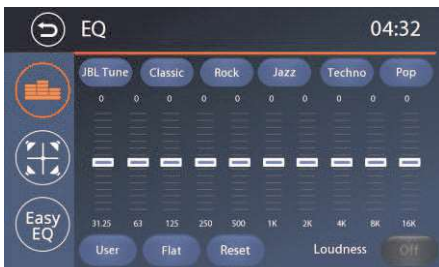 EQ 04:32
JBL Tune Classic Rock Jazz Techno Pop
0 0 0 0 0 0 0 0 0 0
31.25 63 125 250 500 1K 2K 4K 8K 16K
Easy
EQ
User Flat Reset Loudness Off